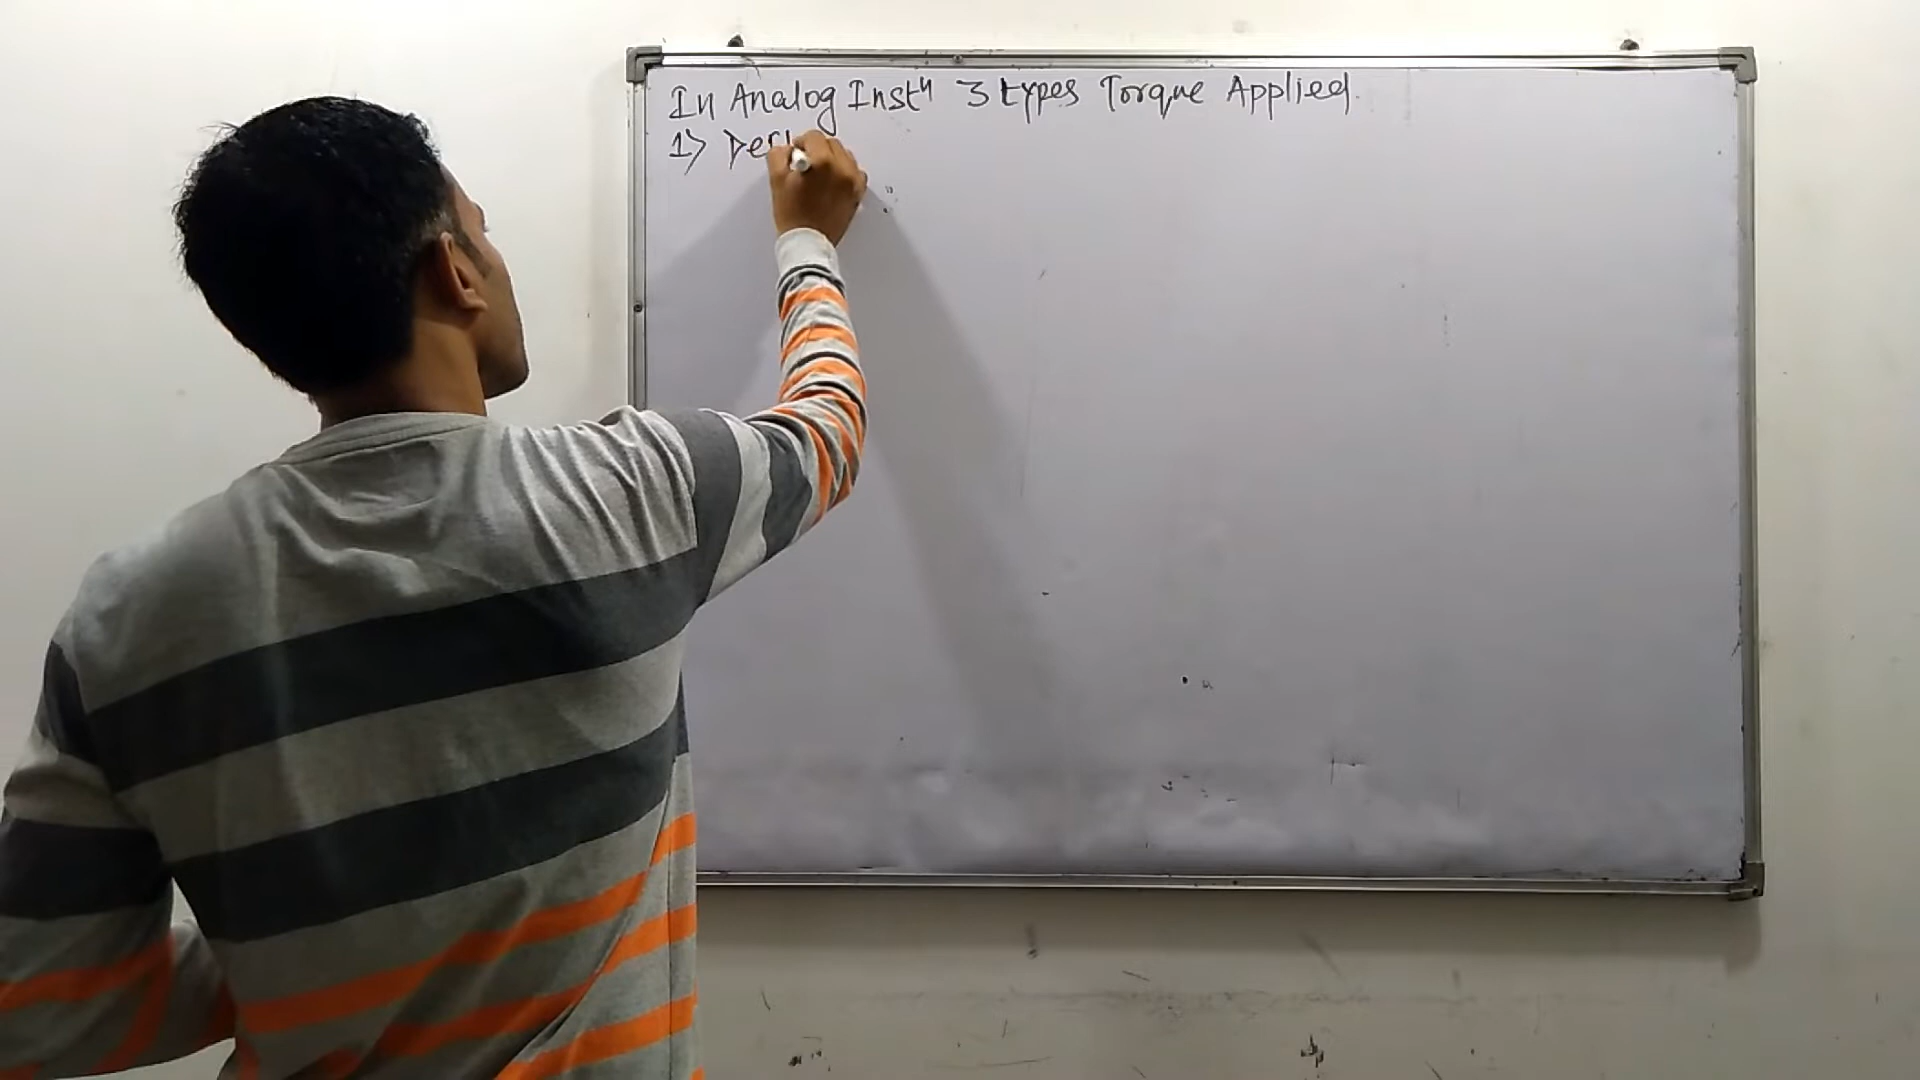 In Analog Instn 3 types Torque Applied.
1> Defl